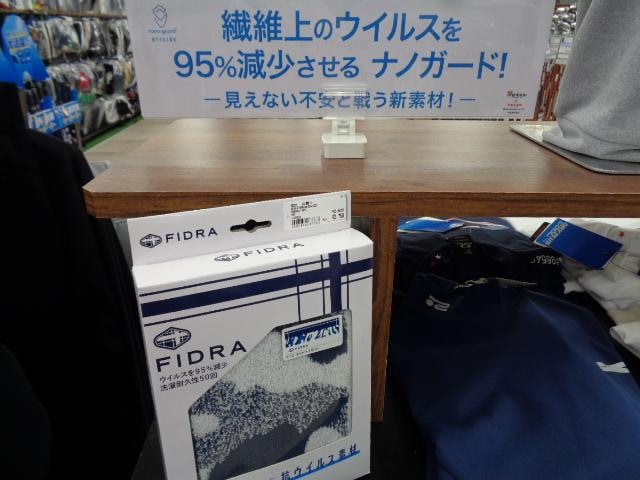 nano-guard
繊維上のウイルスを
95%減少させる ナノガード!
―見えない不安と戦う新素材!―
FIDRA
FIDRA
FIDRA
ウイルスを95%減少
洗濯耐久性50回
抗ウイルス素材